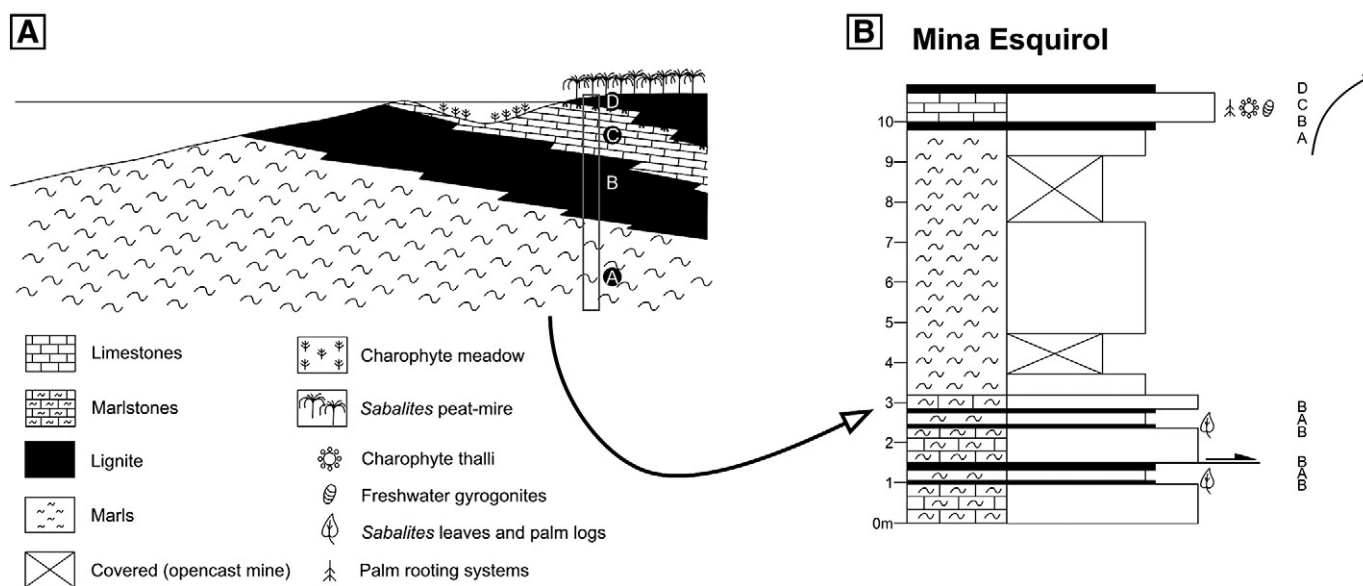 A
D
C
B
A
Limestones
Marlstones
Lignite
Marls
Covered (opencast mine)
Charophyte meadow
Sabalites peat-mire
Charophyte thalli
Freshwater gyrogonites
Sabalites leaves and palm logs
Palm rooting systems
B Mina Esquirol
10
9
8
7
6
5
4
3
2
1
0m
D
C
B
A
B
A
B
B
A
B